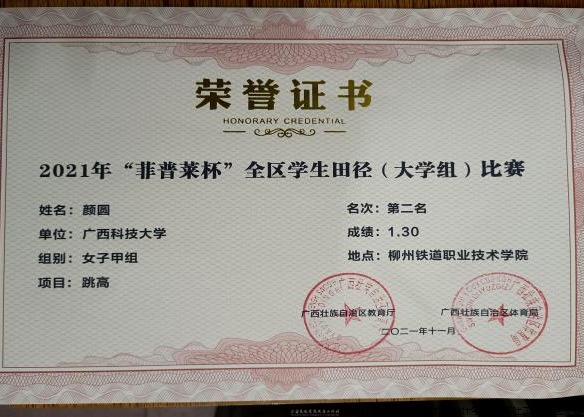 荣誉证书
HONORARY CREDENTIAL
2021年“菲普莱杯”全区学生田径（大学组）比赛
姓名：颜圆 名次：第二名
单位：广西科技大学 成绩：1.30
组别：女子甲组 地点：柳州铁道职业技术学院
项目：跳高
广西壮族自治区教育厅 广西壮族自治区体育局
二〇二一年十一月